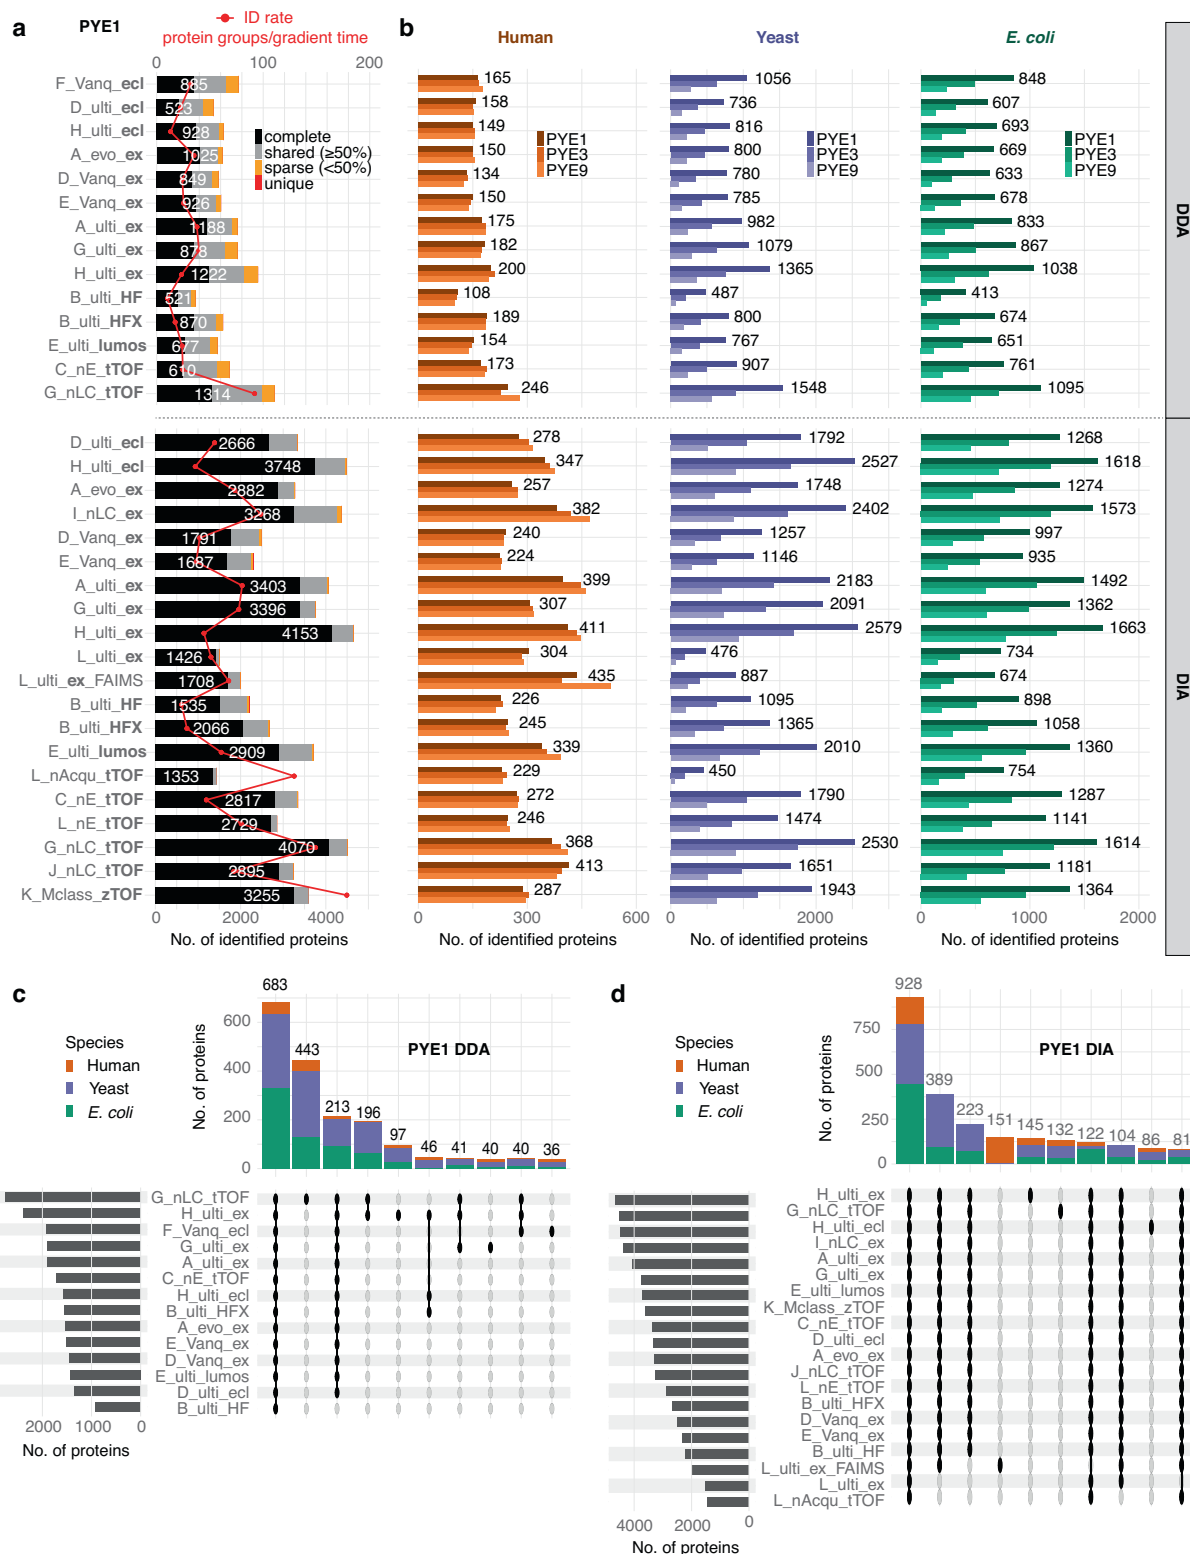 a
PYE1
ID rate
protein groups/gradient time
0 100 200
F_Vanq_ecl 885
D_ulti_ecl 523
H_ulti_ecl 928
A_evo_ex 1025
D_Vanq_ex 849
E_Vanq_ex 926
A_ulti_ex 1188
G_ulti_ex 878
H_ulti_ex 1222
B_ulti_HF 521
B_ulti_HFX 870
E_ulti_lumos 677
C_nE_tTOF 610
G_nLC_tTOF 1314
complete
shared (≥50%)
sparse (<50%)
unique
D_ulti_ecl 2666
H_ulti_ecl 3748
A_evo_ex 2882
I_nLC_ex 3268
D_Vanq_ex 1791
E_Vanq_ex 1687
A_ulti_ex 3403
G_ulti_ex 3396
H_ulti_ex 4153
L_ulti_ex 1426
L_ulti_ex_FAIMS 1708
B_ulti_HF 1535
B_ulti_HFX 2066
E_ulti_lumos 2909
L_nAcqu_tTOF 1353
C_nE_tTOF 2817
L_nE_tTOF 2729
G_nLC_tTOF 4070
J_nLC_tTOF 2895
K_Mclass_zTOF 3255
0 2000 4000
No. of identified proteins
b
Human Yeast E. coli
165 1056 848
158 736 607
149 816 693
150 800 669
134 780 633
150 785 678
175 982 833
182 1079 867
200 1365 1038
108 487 413
189 800 674
154 767 651
173 907 761
246 1548 1095
PYE1 PYE1 PYE1
PYE3 PYE3 PYE3
PYE9 PYE9 PYE9
DDA
278 1792 1268
347 2527 1618
257 1748 1274
382 2402 1573
240 1257 997
224 1146 935
399 2183 1492
307 2091 1362
411 2579 1663
304 476 734
435 887 674
226 1095 898
245 1365 1058
339 2010 1360
229 450 754
272 1790 1287
246 1474 1141
368 2530 1614
413 1651 1181
287 1943 1364
DIA
0 300 600 0 2000 0 1000 2000
No. of identified proteins No. of identified proteins No. of identified proteins
c
Species
Human
Yeast
E. coli
PYE1 DDA
No. of proteins
600
400
200
0
683 443 213 196 97 46 41 40 40 36
G_nLC_tTOF
H_ulti_ex
F_Vanq_ecl
G_ulti_ex
A_ulti_ex
C_nE_tTOF
H_ulti_ecl
B_ulti_HFX
A_evo_ex
E_Vanq_ex
D_Vanq_ex
E_ulti_lumos
D_ulti_ecl
B_ulti_HF
2000 1000 0
No. of proteins
d
Species
Human
Yeast
E. coli
PYE1 DIA
No. of proteins
750
500
250
0
928 389 223 151 145 132 122 104 86 81
H_ulti_ex
G_nLC_tTOF
H_ulti_ecl
I_nLC_ex
A_ulti_ex
G_ulti_ex
E_ulti_lumos
K_Mclass_zTOF
C_nE_tTOF
D_ulti_ecl
A_evo_ex
J_nLC_tTOF
L_nE_tTOF
B_ulti_HFX
D_Vanq_ex
E_Vanq_ex
B_ulti_HF
L_ulti_ex_FAIMS
L_ulti_ex
L_nAcqu_tTOF
4000 2000 0
No. of proteins